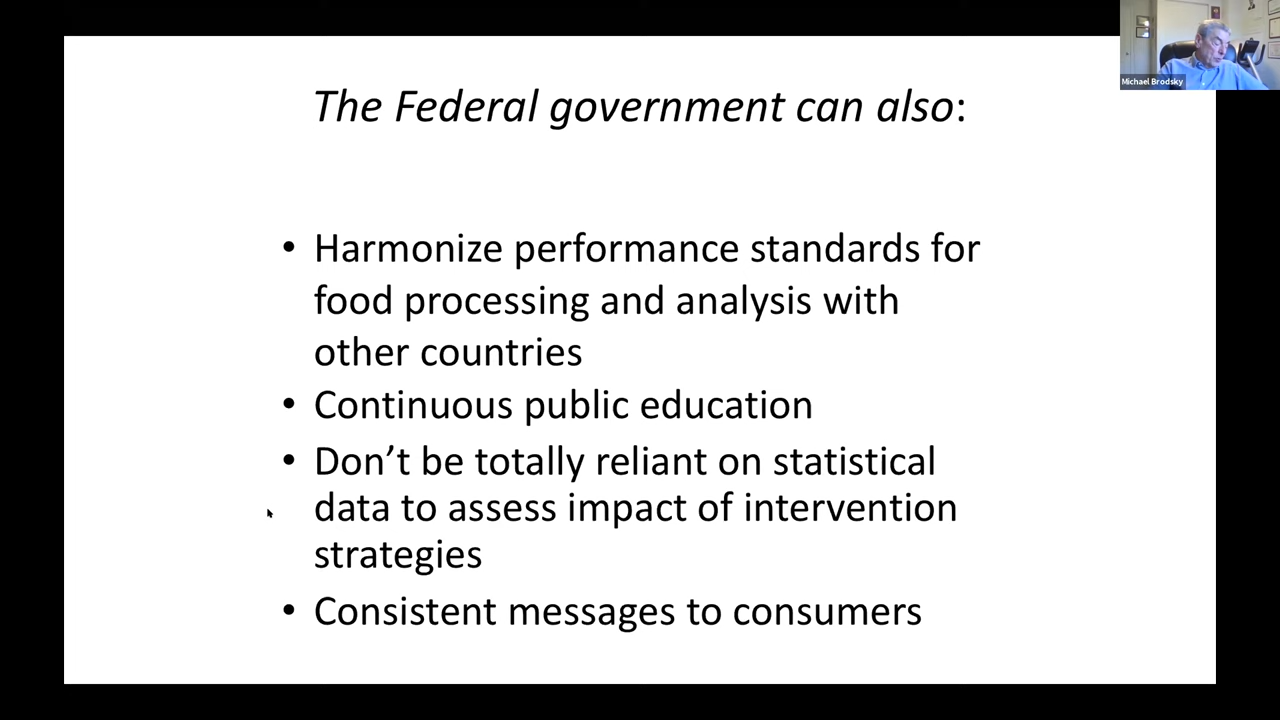 Michael Brodsky
The Federal government can also:
• Harmonize performance standards for
food processing and analysis with
other countries
• Continuous public education
• Don’t be totally reliant on statistical
data to assess impact of intervention
strategies
• Consistent messages to consumers